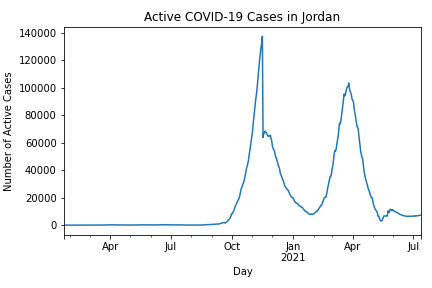 Active COVID-19 Cases in Jordan
140000
120000
100000
80000
60000
40000
20000
0
Number of Active Cases
Apr Jul Oct Jan Apr Jul
2021
Day